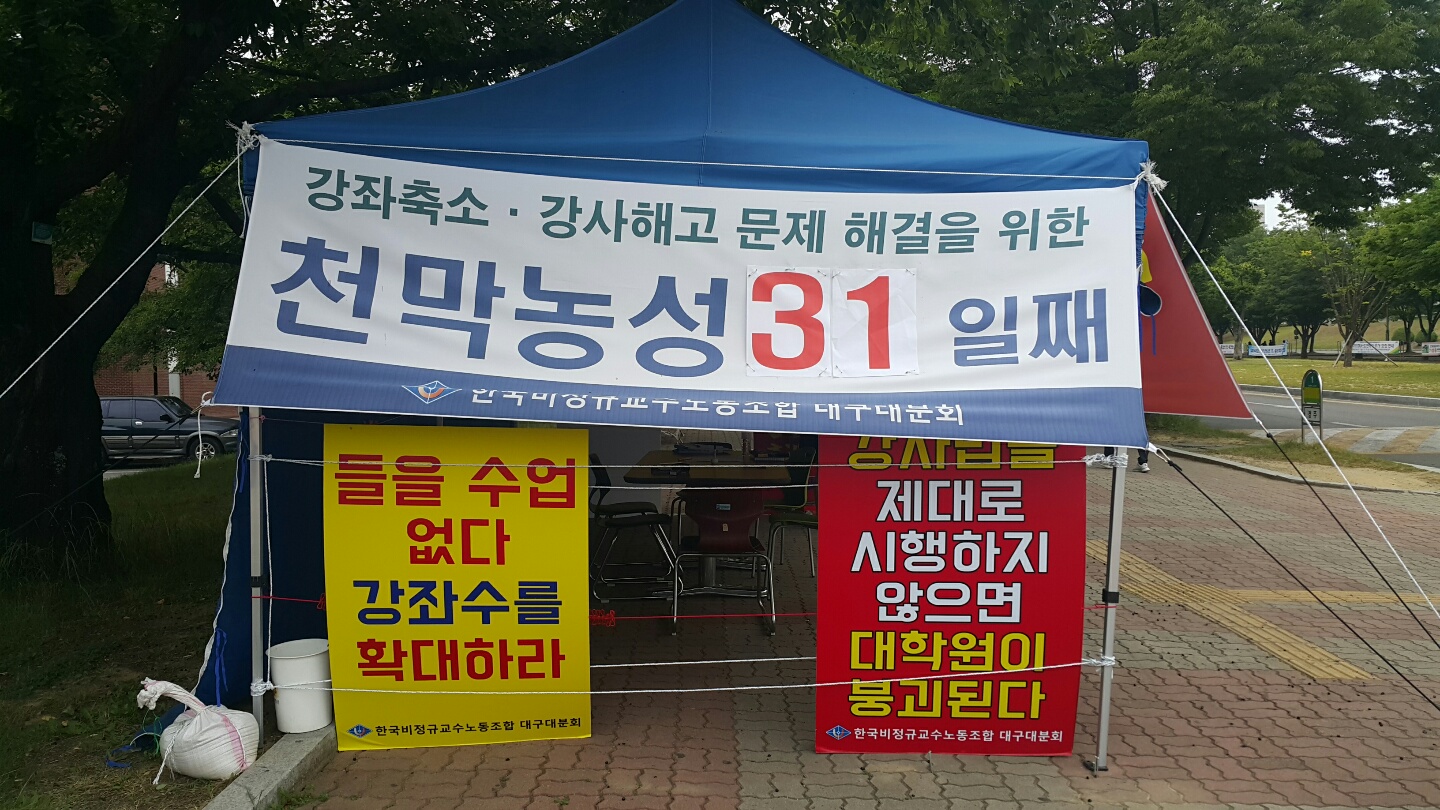 강좌축소 · 강사해고 문제 해결을 위한
천막농성 31 일째
한국비정규교수노동조합 대구대분회
들을 수업
없다
강좌수를
확대하라
한국비정규교수노동조합 대구대분회
강사법을
제대로
시행하지
않으면
대학원이
붕괴된다
한국비정규교수노동조합 대구대분회